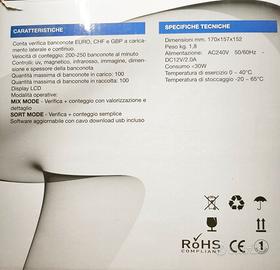 CARATTERISTICHE
Conta verifica banconote EURO, CHF e GBP a carica-
mento laterale e continuo.
Velocità di conteggio: 200-250 banconote al minuto
Controlli: uv, magnetico, infrarosso, immagine, dimen-
sione e spessore della banconota
Quantità massima di banconote in carico: 100
Quantità massima di banconote in scarico: 100
Display LCD
Modalità operative:
MIX MODE - Verifica + conteggio con valorizzazione e
dettaglio
SORT MODE - Verifica + conteggio semplice
Software aggiornabile con cavo download usb incluso
SPECIFICHE TECNICHE
Dimensioni mm. 170x157x152
Peso kg. 1,8
Alimentazione: AC240V 50/60Hz -
DC12V/2.0A
Consumo <30W
Temperatura di esercizio 0 ~ 40°C
Temperatura di stoccaggio -20 ~ 65°C
RoHS
COMPLIANT
CE
1